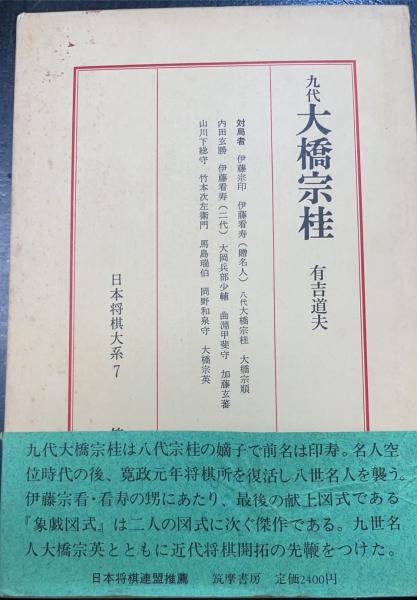 九代
大橋宗桂
有吉道夫
対局者 伊藤宗印 伊藤看寿(贈名人) 八代大橋宗桂 大橋宗順
内田玄勝 伊藤看寿(二代) 大岡兵部少輔 曲淵甲斐守 加藤玄蕃
山川下総守 竹本次左衛門 馬島瑞伯 岡野和泉守 大橋宗英
日本将棋大系7
九代大橋宗桂は八代宗桂の嫡子で前名は印寿。名人空
位時代の後、寛政元年将棋所を復活し八世名人を襲う。
伊藤宗看・看寿の甥にあたり、最後の献上図式である
『象戯図式』は二人の図式に次ぐ傑作である。九世名
人大橋宗英とともに近代将棋開拓の先鞭をつけた。
日本将棋連盟推薦 筑摩書房 定価2400円